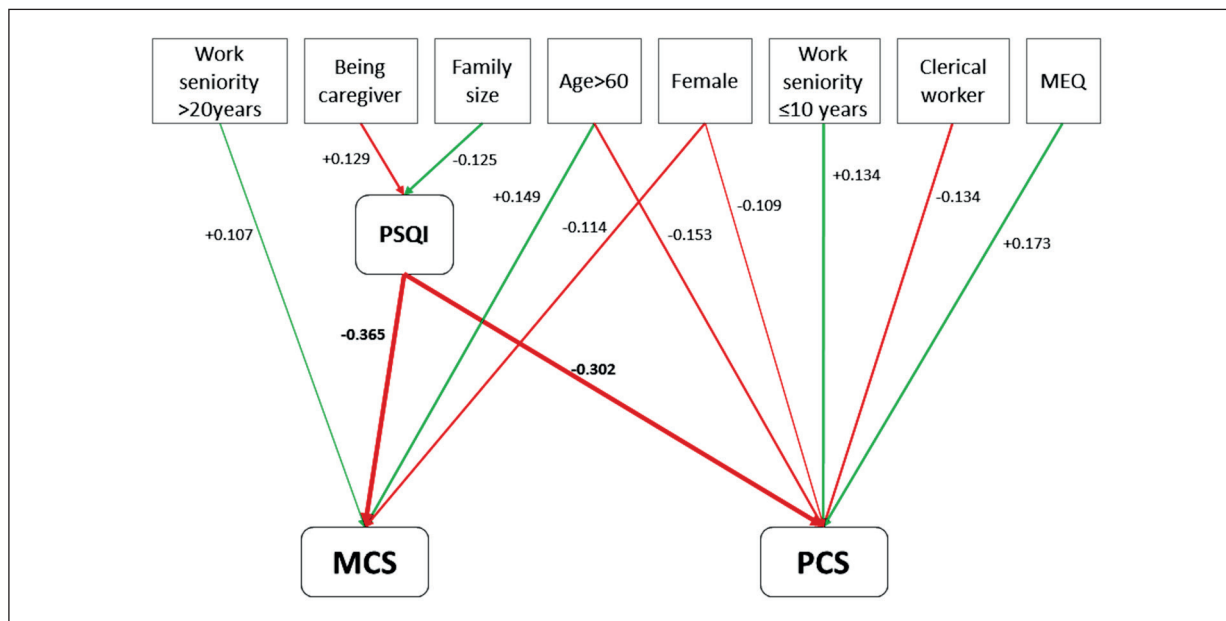 Work
seniority
>20years
Being
caregiver
Family
size
Age>60
Female
Work
seniority
≤10 years
Clerical
worker
MEQ
+0.129
-0.125
+0.134
+0.149
-0.109
-0.134
-0.114
+0.107
PSQI
-0.153
+0.173
-0.365
-0.302
MCS
PCS